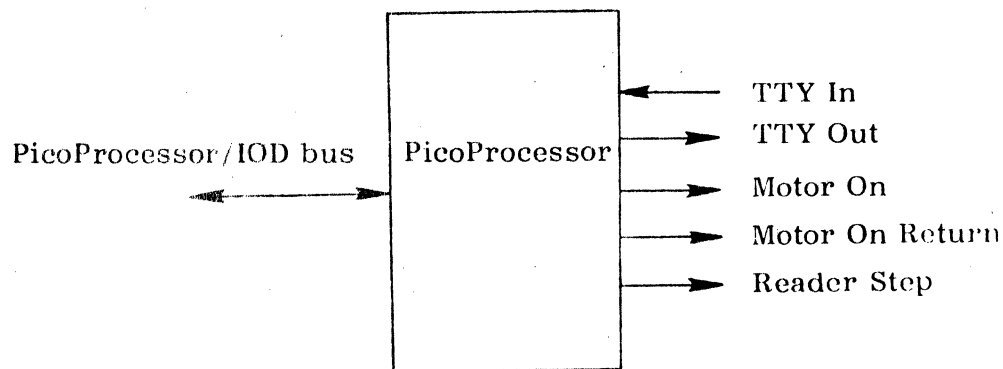 TTY In
TTY Out
PicoProcessor/IOD bus
PicoProcessor
Motor On
Motor On Return
Reader Step